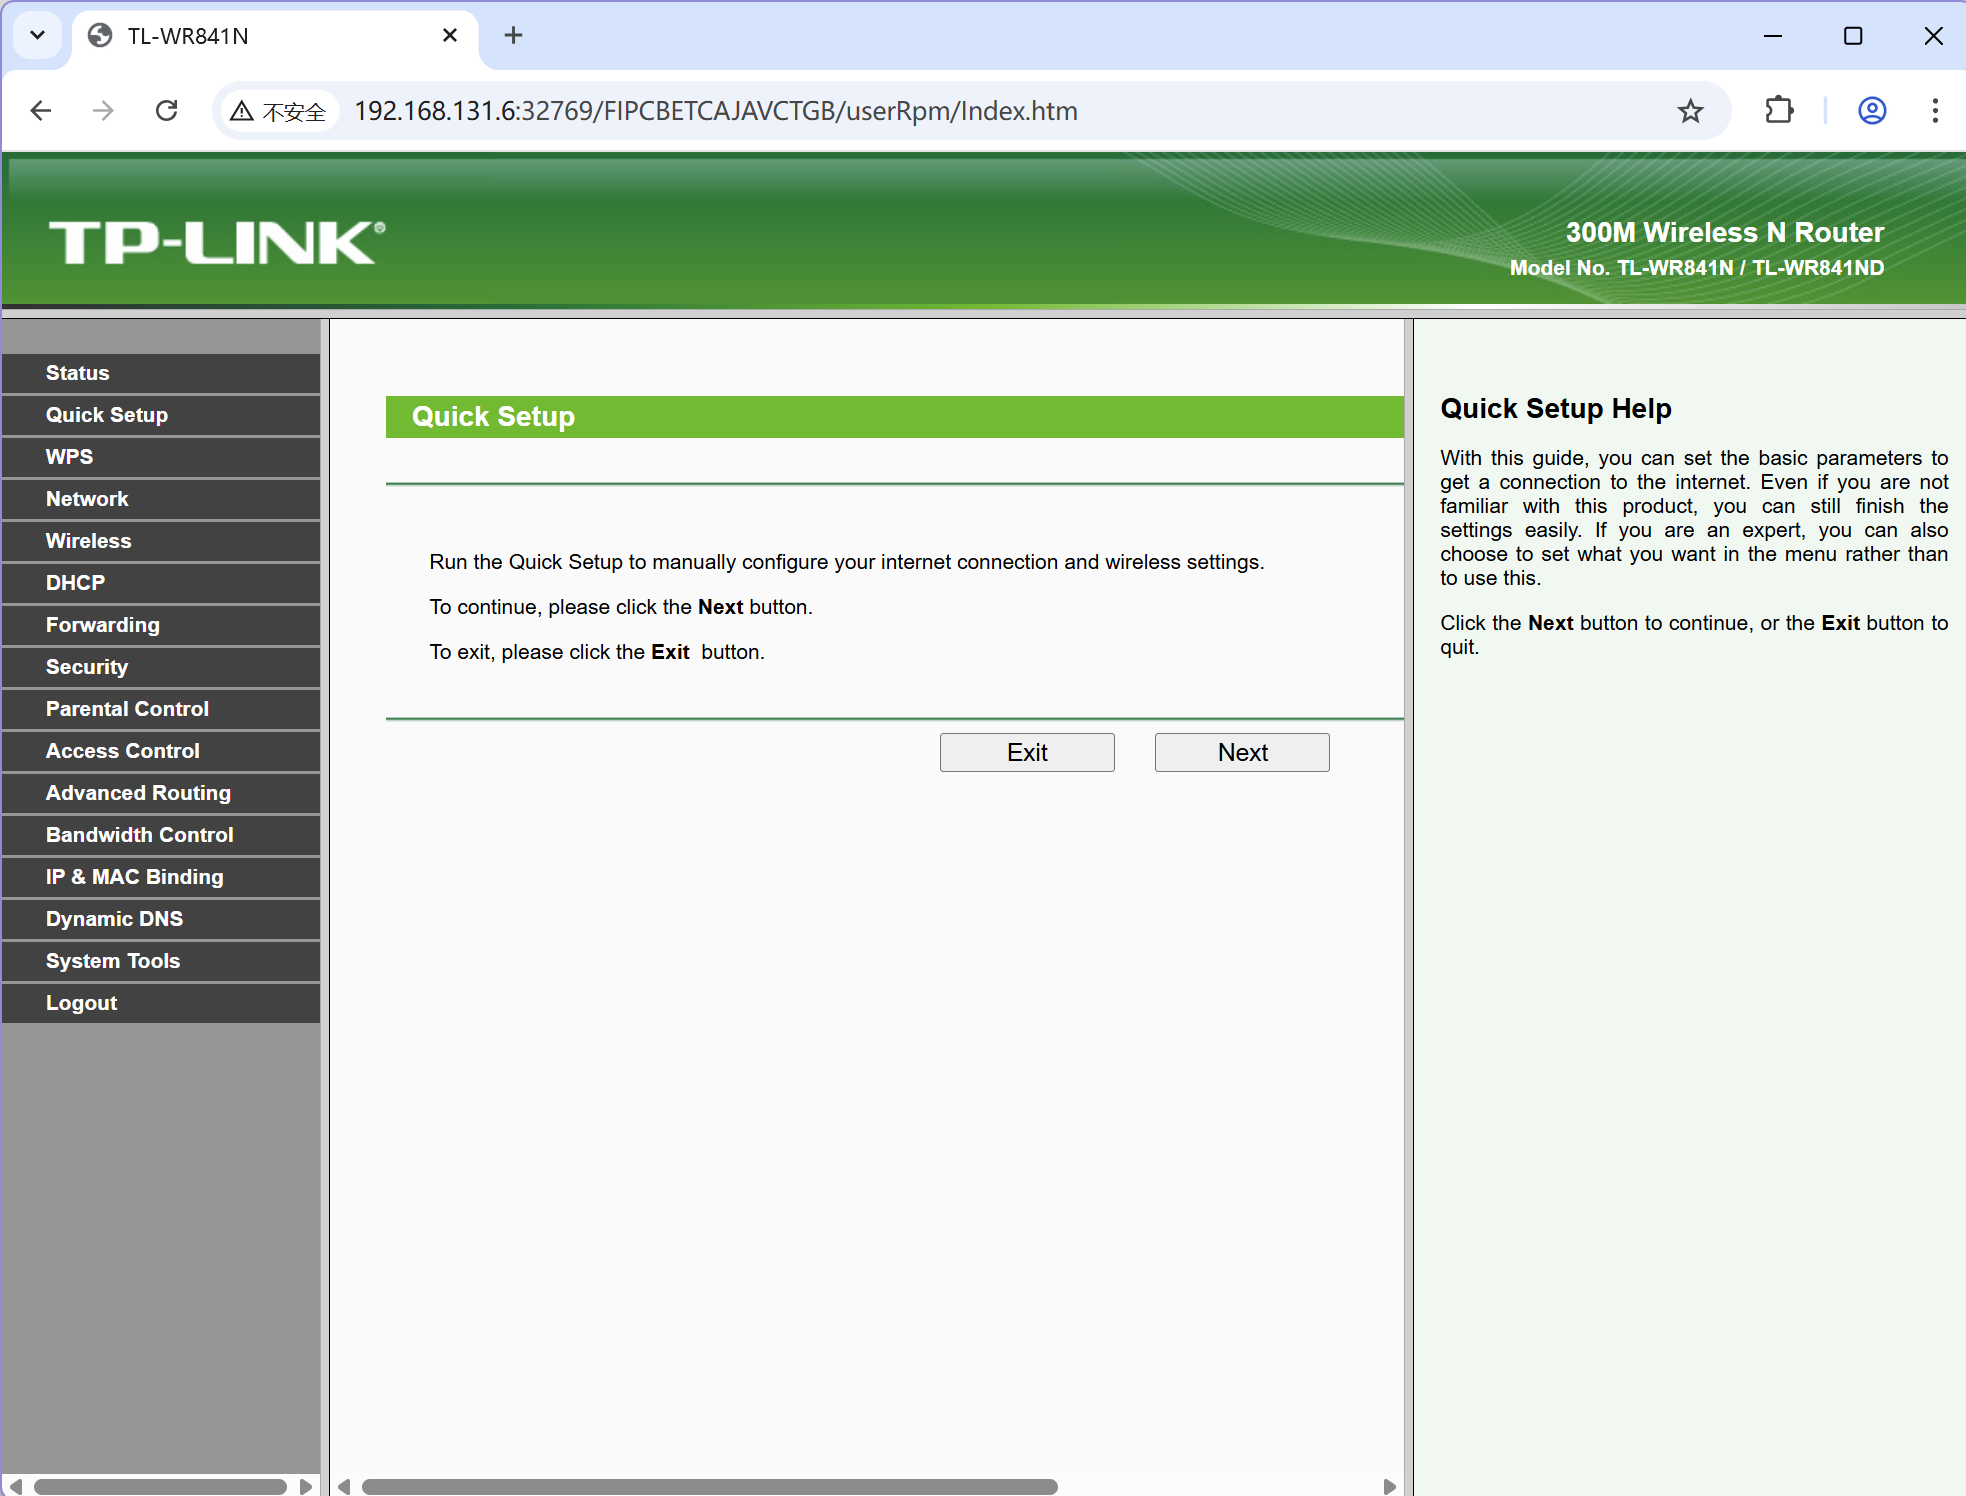 TL-WR841N
不安全
192.168.131.6:32769/FIPCBETCAJAVCTGB/userRpm/Index.htm
TP-LINK®
300M Wireless N Router
Model No. TL-WR841N / TL-WR841ND
Status
Quick Setup
WPS
Network
Wireless
DHCP
Forwarding
Security
Parental Control
Access Control
Advanced Routing
Bandwidth Control
IP & MAC Binding
Dynamic DNS
System Tools
Logout
Quick Setup
Run the Quick Setup to manually configure your internet connection and wireless settings.
To continue, please click the Next button.
To exit, please click the Exit button.
Exit
Next
Quick Setup Help
With this guide, you can set the basic parameters to
get a connection to the internet. Even if you are not
familiar with this product, you can still finish the
settings easily. If you are an expert, you can also
choose to set what you want in the menu rather than
to use this.
Click the Next button to continue, or the Exit button to
quit.